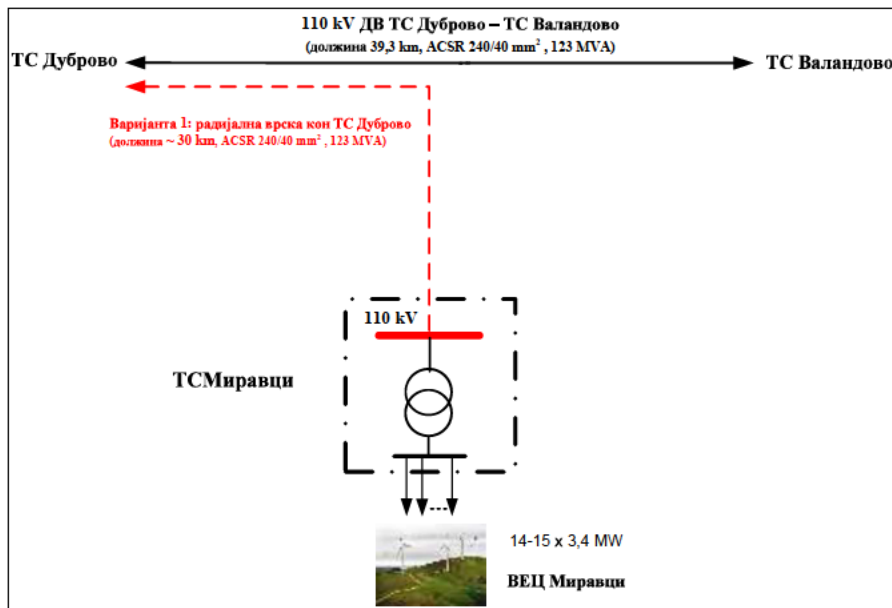 110 kV ДВ ТС Дуброво – ТС Валандово
(должина 39,3 km, ACSR 240/40 mm², 123 MVA)
ТС Дуброво
ТС Валандово
Варијанта 1: радијална врска кон ТС Дуброво
(должина ~ 30 km, ACSR 240/40 mm², 123 MVA)
110 kV
ТСМиравци
14-15 x 3,4 MW
ВЕЦ Миравци